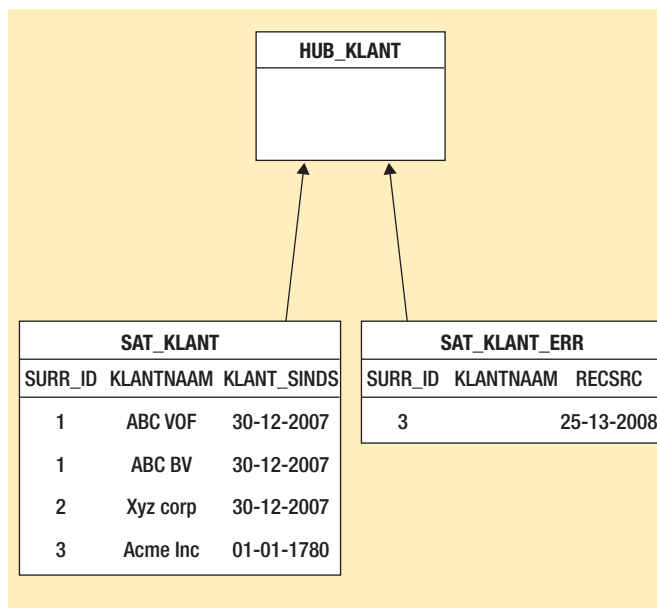 HUB_KLANT
SAT_KLANT
SURR_ID KLANTNAAM KLANT_SINDS
1 ABC VOF 30-12-2007
1 ABC BV 30-12-2007
2 Xyz corp 30-12-2007
3 Acme Inc 01-01-1780
SAT_KLANT_ERR
SURR_ID KLANTNAAM RECSRC
3 25-13-2008